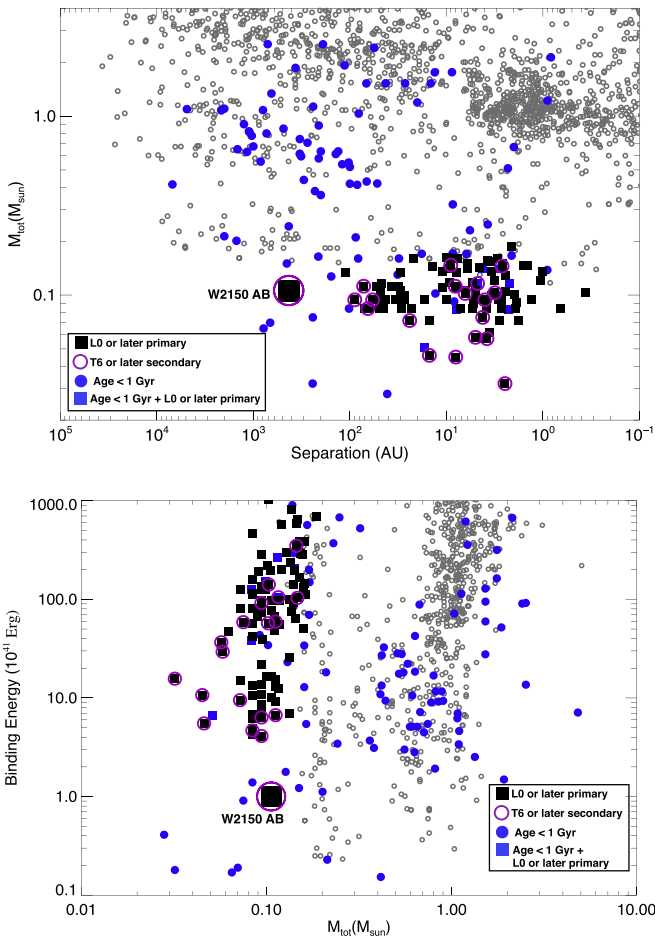 1.0
0.1
M_tot(M_sun)
W2150 AB
L0 or later primary
T6 or later secondary
Age < 1 Gyr
Age < 1 Gyr + L0 or later primary
10^5 10^4 10^3 10^2 10^1 10^0 10^-1
Separation (AU)
1000.0
100.0
10.0
1.0
0.1
Binding Energy (10^41 Erg)
W2150 AB
L0 or later primary
T6 or later secondary
Age < 1 Gyr
Age < 1 Gyr +
L0 or later primary
0.01 0.10 1.00 10.00
M_tot(M_sun)